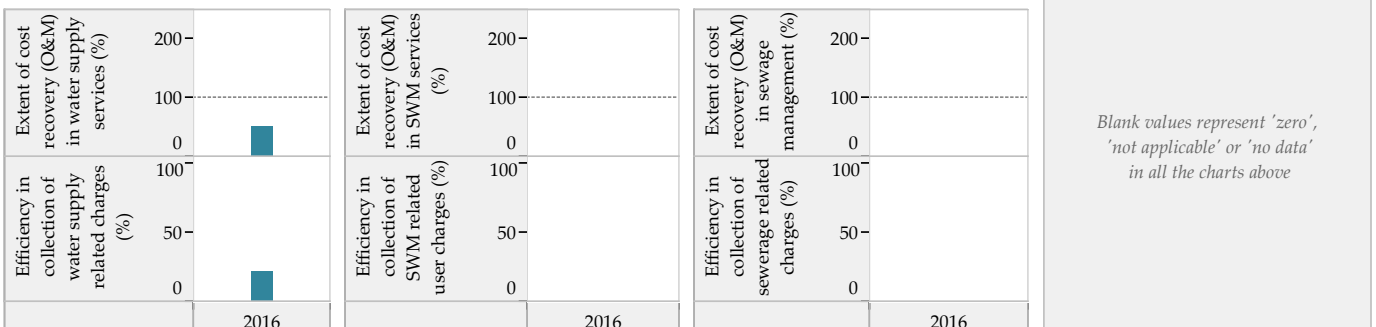 Extent of cost
recovery (O&M)
in water supply
services (%)
200
100
0
Efficiency in
collection of
water supply
related charges
(%)
100
50
0
2016
Extent of cost
recovery (O&M)
in SWM services
(%)
200
100
0
Efficiency in
collection of
SWM related
user charges (%)
100
50
0
2016
Extent of cost
recovery (O&M)
in sewage
management (%)
200
100
0
Efficiency in
collection of
sewerage related
charges (%)
100
50
0
2016
Blank values represent 'zero',
'not applicable' or 'no data'
in all the charts above